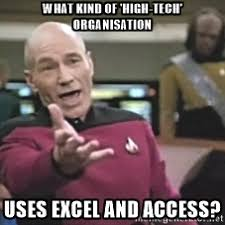 WHAT KIND OF 'HIGH-TECH'
ORGANISATION
USES EXCEL AND ACCESS?